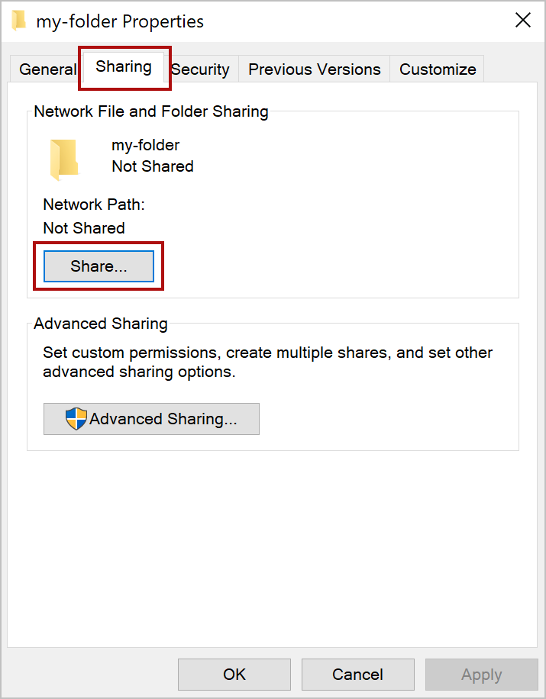 my-folder Properties
General Sharing Security Previous Versions Customize
Network File and Folder Sharing
my-folder
Not Shared
Network Path:
Not Shared
Share...
Advanced Sharing
Set custom permissions, create multiple shares, and set other
advanced sharing options.
Advanced Sharing...
OK Cancel Apply